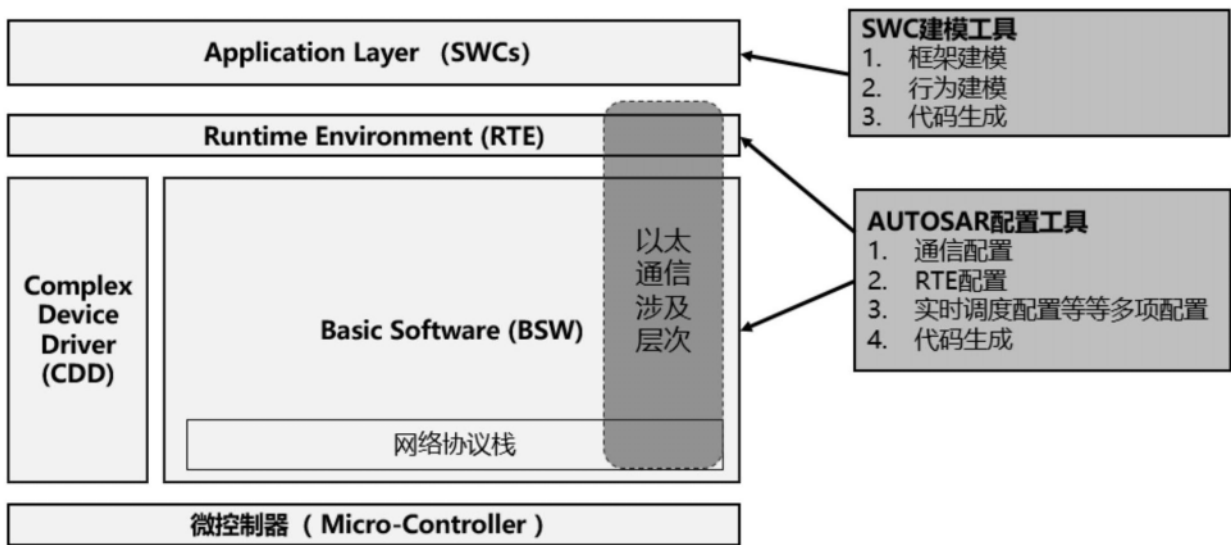 Application Layer （SWCs）
Runtime Environment (RTE)
Complex
Device
Driver
(CDD)
Basic Software (BSW)
以太
通信
涉及
层次
网络协议栈
微控制器（ Micro-Controller ）
SWC建模工具
1. 框架建模
2. 行为建模
3. 代码生成
AUTOSAR配置工具
1. 通信配置
2. RTE配置
3. 实时调度配置等等多项配置
4. 代码生成